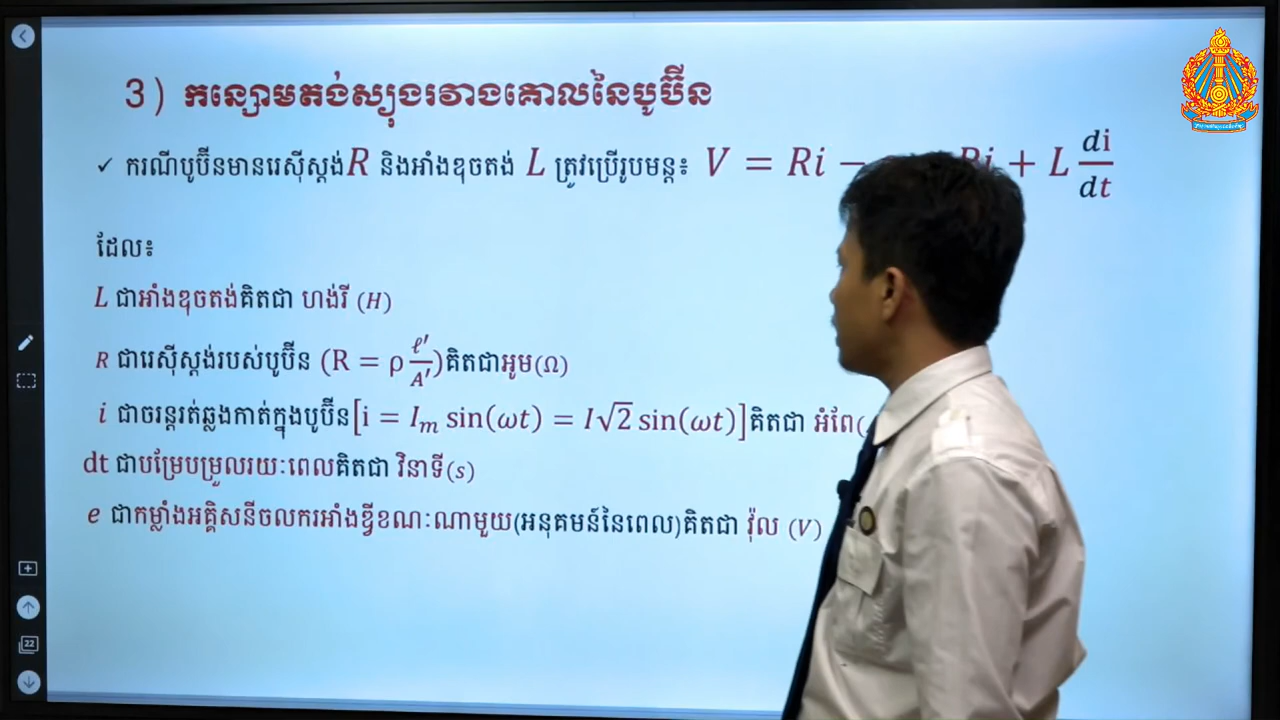 3) កន្សោមតង់ស្យុងរវាងគោលនៃបូប៊ីន
✓ ករណីបូប៊ីនមានរេស៊ីស្តង់R និងអាំងឌុចតង់ L ត្រូវប្រើរូបមន្ត៖ V = Ri − Ri + L di/dt
ដែល៖
L ជាអាំងឌុចតង់គិតជា ហង់រី (H)
R ជារេស៊ីស្តង់របស់បូប៊ីន (R = ρ ℓ'/A')គិតជាអូម(Ω)
i ជាចរន្តរត់ឆ្លងកាត់ក្នុងបូប៊ីន[i = Iₘ sin(ωt) = I√2 sin(ωt)]គិតជា អំពែ(
dt ជាបម្រែបម្រួលរយៈពេលគិតជា វិនាទី(s)
e ជាកម្លាំងអគ្គិសនីចលករអាំងឌ្វីខណៈណាមួយ(អនុគមន៍នៃពេល)គិតជា វ៉ុល (V)
22